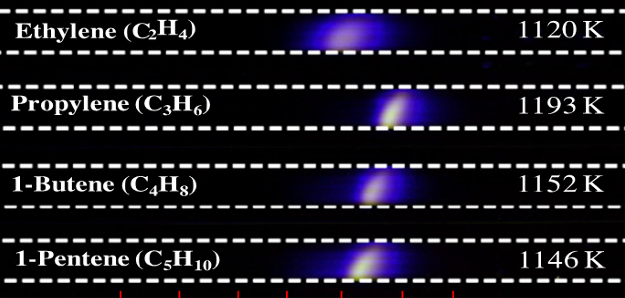 Ethylene (C₂H₄) 1120 K
Propylene (C₃H₆) 1193 K
1-Butene (C₄H₈) 1152 K
1-Pentene (C₅H₁₀) 1146 K